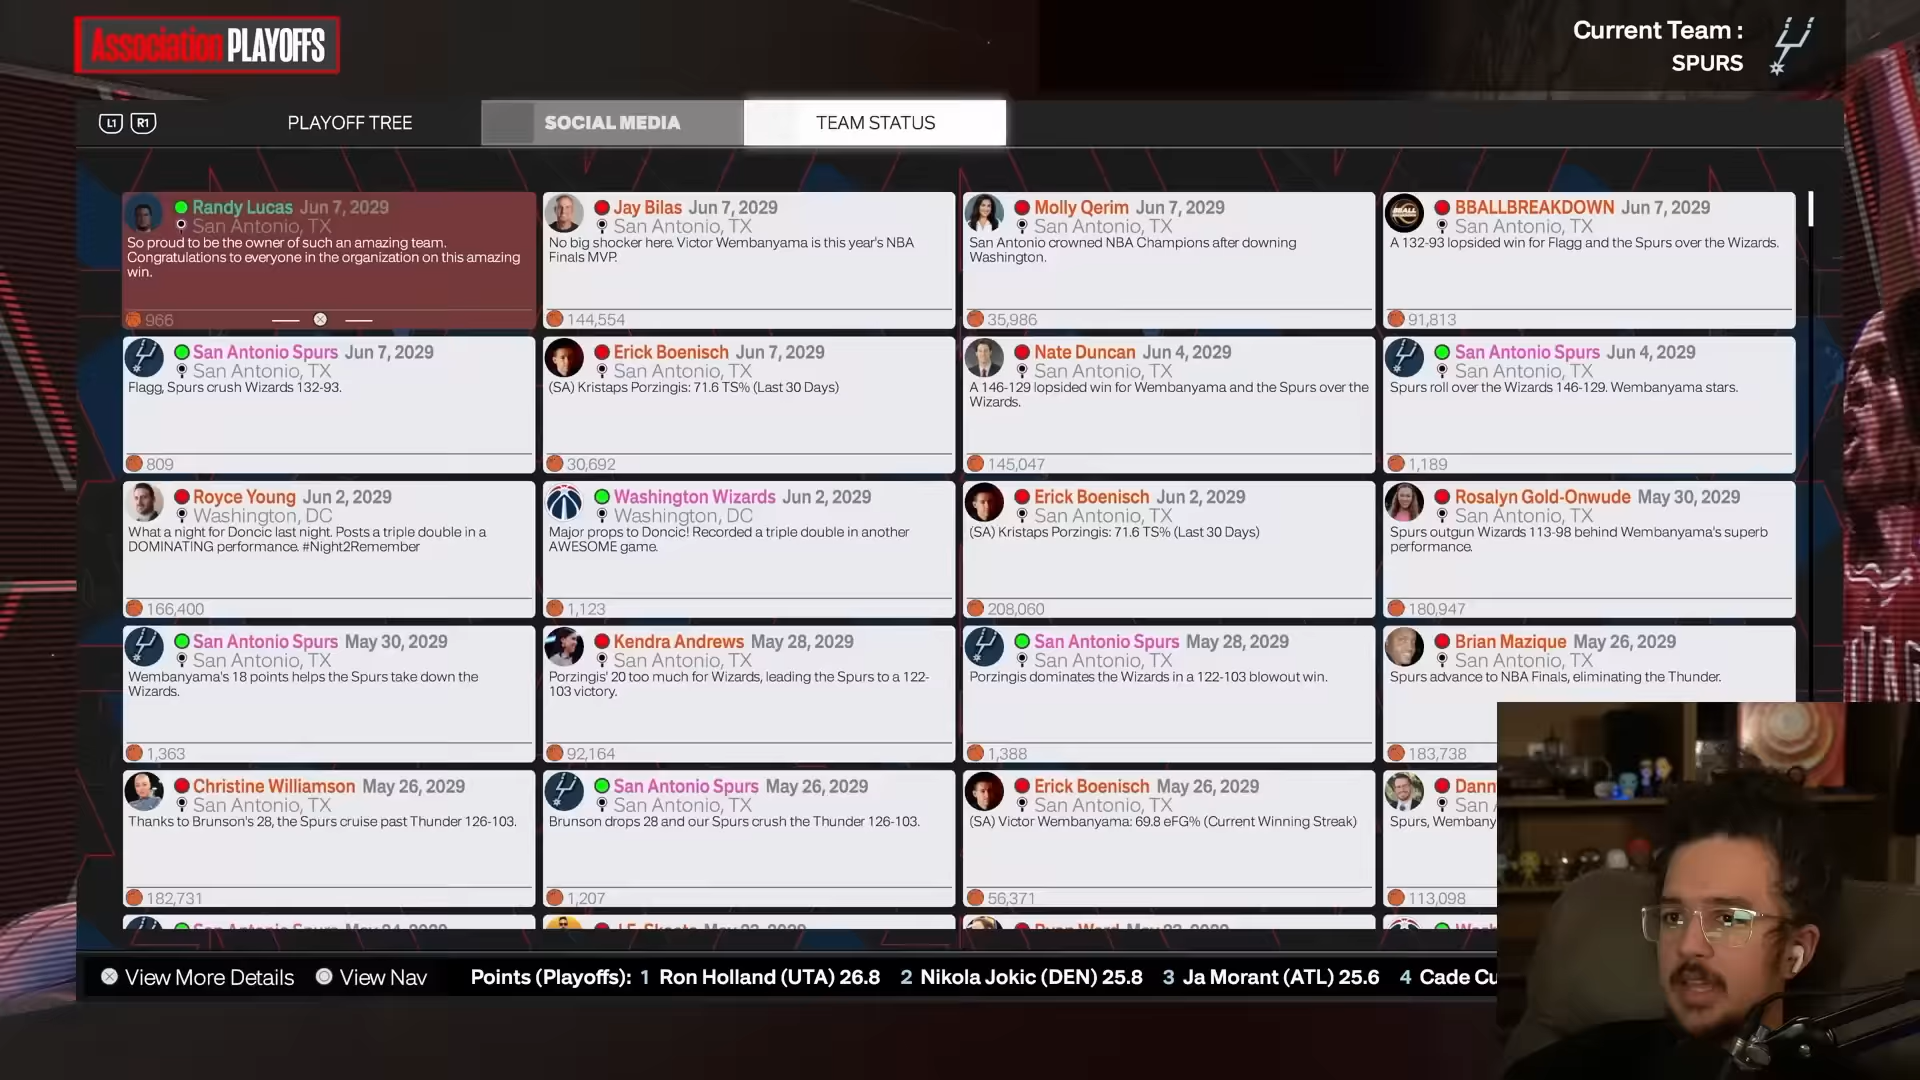 Association PLAYOFFS
Current Team :
SPURS
L1 R1
PLAYOFF TREE
SOCIAL MEDIA
TEAM STATUS
Randy Lucas Jun 7, 2029
San Antonio, TX
So proud to be the owner of such an amazing team.
Congratulations to everyone in the organization on this amazing
win.
966
Jay Bilas Jun 7, 2029
San Antonio, TX
No big shocker here. Victor Wembanyama is this year's NBA
Finals MVP.
144,554
Molly Qerim Jun 7, 2029
San Antonio, TX
San Antonio crowned NBA Champions after downing
Washington.
35,986
BBALLBREAKDOWN Jun 7, 2029
San Antonio, TX
A 132-93 lopsided win for Flagg and the Spurs over the Wizards.
91,813
San Antonio Spurs Jun 7, 2029
San Antonio, TX
Flagg, Spurs crush Wizards 132-93.
809
Erick Boenisch Jun 7, 2029
San Antonio, TX
(SA) Kristaps Porzingis: 71.6 TS% (Last 30 Days)
30,692
Nate Duncan Jun 4, 2029
San Antonio, TX
A 146-129 lopsided win for Wembanyama and the Spurs over the
Wizards.
145,047
San Antonio Spurs Jun 4, 2029
San Antonio, TX
Spurs roll over the Wizards 146-129. Wembanyama stars.
1,189
Royce Young Jun 2, 2029
Washington, DC
What a night for Doncic last night. Posts a triple double in a
DOMINATING performance. #Night2Remember
166,400
Washington Wizards Jun 2, 2029
Washington, DC
Major props to Doncic! Recorded a triple double in another
AWESOME game.
1,123
Erick Boenisch Jun 2, 2029
San Antonio, TX
(SA) Kristaps Porzingis: 71.6 TS% (Last 30 Days)
208,060
Rosalyn Gold-Onwude May 30, 2029
San Antonio, TX
Spurs outgun Wizards 113-98 behind Wembanyama's superb
performance.
180,947
San Antonio Spurs May 30, 2029
San Antonio, TX
Wembanyama's 18 points helps the Spurs take down the
Wizards.
1,363
Kendra Andrews May 28, 2029
San Antonio, TX
Porzingis' 20 too much for Wizards, leading the Spurs to a 122-
103 victory.
92,164
San Antonio Spurs May 28, 2029
San Antonio, TX
Porzingis dominates the Wizards in a 122-103 blowout win.
1,388
Brian Mazique May 26, 2029
San Antonio, TX
Spurs advance to NBA Finals, eliminating the Thunder.
183,738
Christine Williamson May 26, 2029
San Antonio, TX
Thanks to Brunson's 28, the Spurs cruise past Thunder 126-103.
182,731
San Antonio Spurs May 26, 2029
San Antonio, TX
Brunson drops 28 and our Spurs crush the Thunder 126-103.
1,207
Erick Boenisch May 26, 2029
San Antonio, TX
(SA) Victor Wembanyama: 69.8 eFG% (Current Winning Streak)
56,371
Dann
San
Spurs, Wembany
113,098
View More Details
View Nav
Points (Playoffs): 1 Ron Holland (UTA) 26.8 2 Nikola Jokic (DEN) 25.8 3 Ja Morant (ATL) 25.6 4 Cade Cu